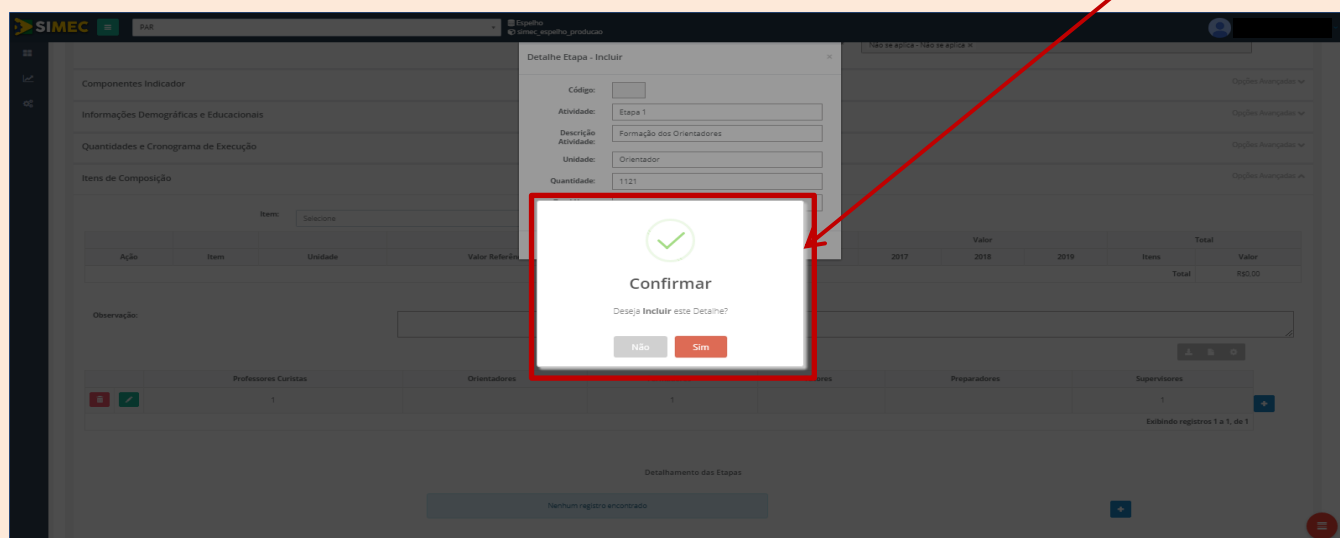 SIMEC
PAR
Espelho
simec_espelho_producao
Não se aplica - Não se aplica ×
Detalhe Etapa - Incluir ×
Código:
Atividade: Etapa 1
Descrição Atividade: Formação dos Orientadores
Unidade: Orientador
Quantidade: 1121
Componentes Indicador Opções Avançadas
Informações Demográficas e Educacionais Opções Avançadas
Quantidades e Cronograma de Execução Opções Avançadas
Itens de Composição Opções Avançadas
Item: Selecione
Valor Total
Ação Item Unidade 2017 2018 2019 Itens Valor
Total R$0.00
Confirmar
Deseja Incluir este Detalhe?
Não Sim
Observação:
Professores Curistas Orientadores Preparadores Supervisores
1 1 1
Exibindo registros 1 a 1, de 1
Detalhamento das Etapas
Nenhum registro encontrado